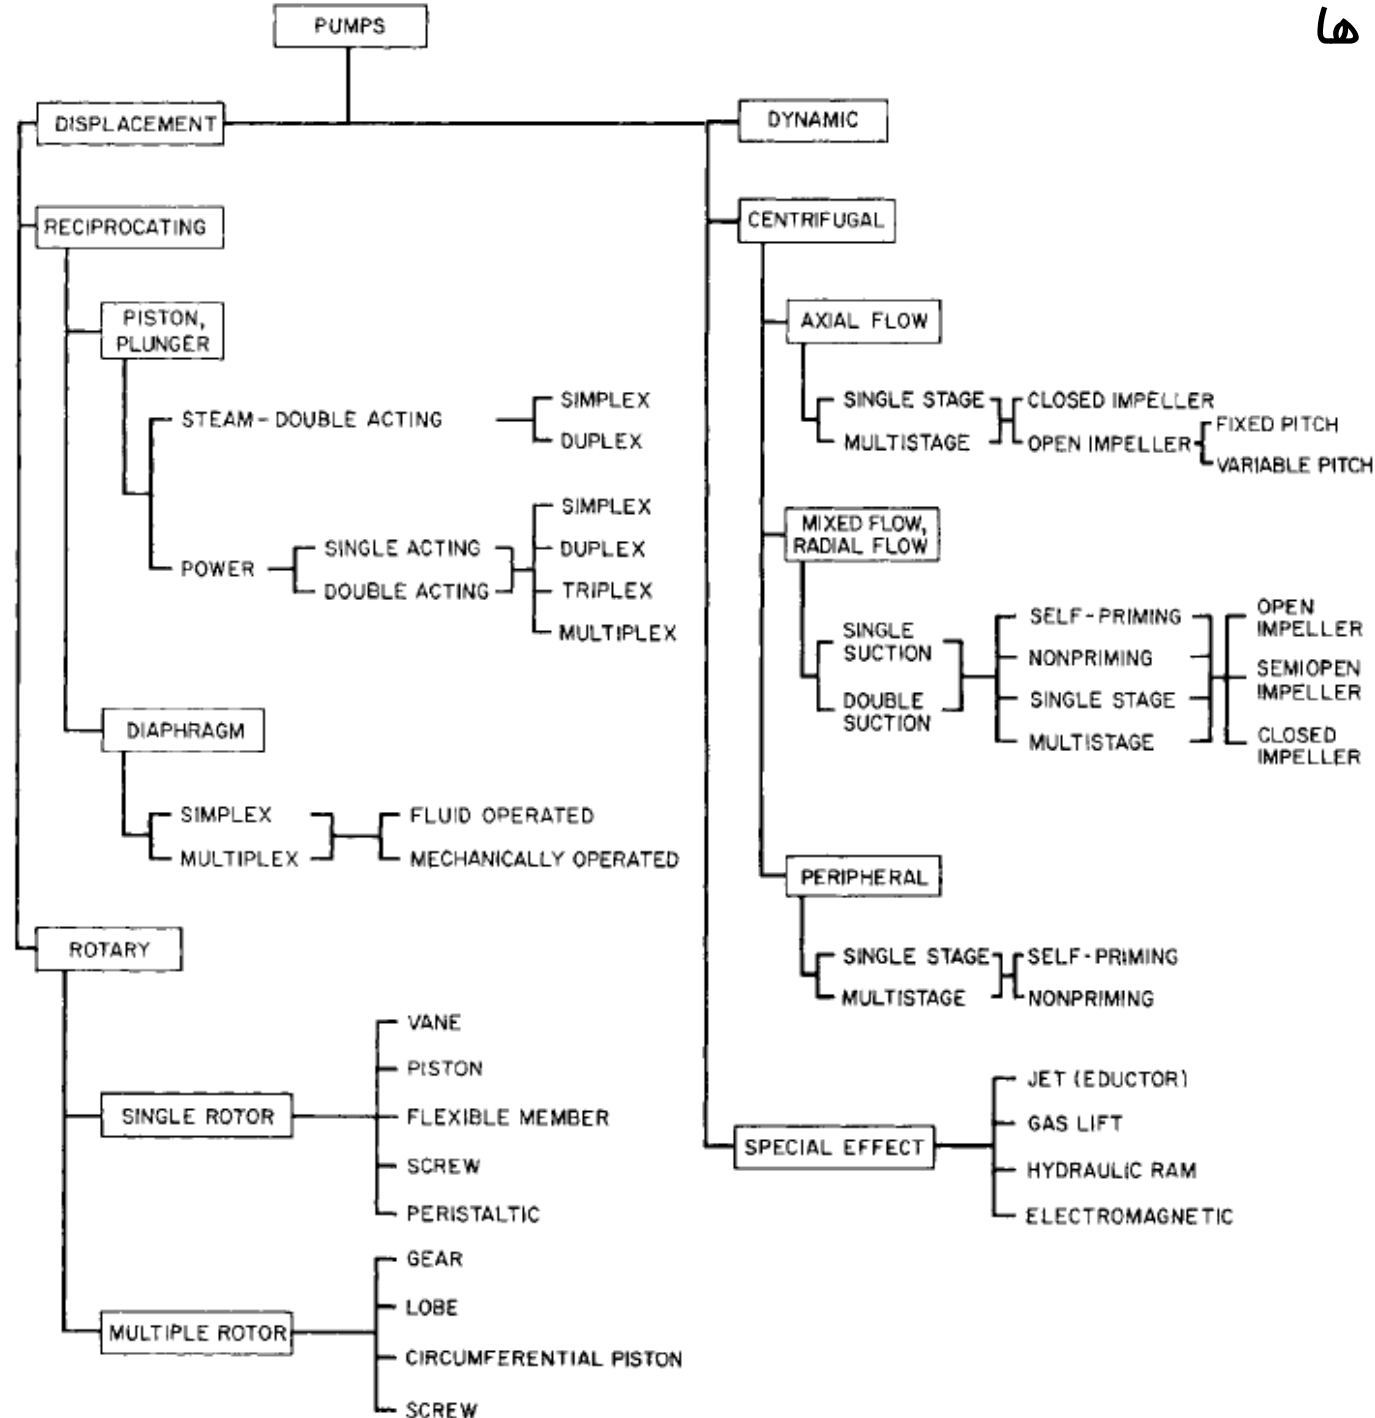 ها
PUMPS
DISPLACEMENT
RECIPROCATING
PISTON,
PLUNGER
STEAM-DOUBLE ACTING
SIMPLEX
DUPLEX
POWER
SINGLE ACTING
DOUBLE ACTING
SIMPLEX
DUPLEX
TRIPLEX
MULTIPLEX
DIAPHRAGM
SIMPLEX
MULTIPLEX
FLUID OPERATED
MECHANICALLY OPERATED
ROTARY
SINGLE ROTOR
VANE
PISTON
FLEXIBLE MEMBER
SCREW
PERISTALTIC
MULTIPLE ROTOR
GEAR
LOBE
CIRCUMFERENTIAL PISTON
SCREW
DYNAMIC
CENTRIFUGAL
AXIAL FLOW
SINGLE STAGE
MULTISTAGE
CLOSED IMPELLER
OPEN IMPELLER
FIXED PITCH
VARIABLE PITCH
MIXED FLOW,
RADIAL FLOW
SINGLE
SUCTION
DOUBLE
SUCTION
SELF-PRIMING
NONPRIMING
SINGLE STAGE
MULTISTAGE
OPEN
IMPELLER
SEMIOPEN
IMPELLER
CLOSED
IMPELLER
PERIPHERAL
SINGLE STAGE
MULTISTAGE
SELF-PRIMING
NONPRIMING
SPECIAL EFFECT
JET (EDUCTOR)
GAS LIFT
HYDRAULIC RAM
ELECTROMAGNETIC